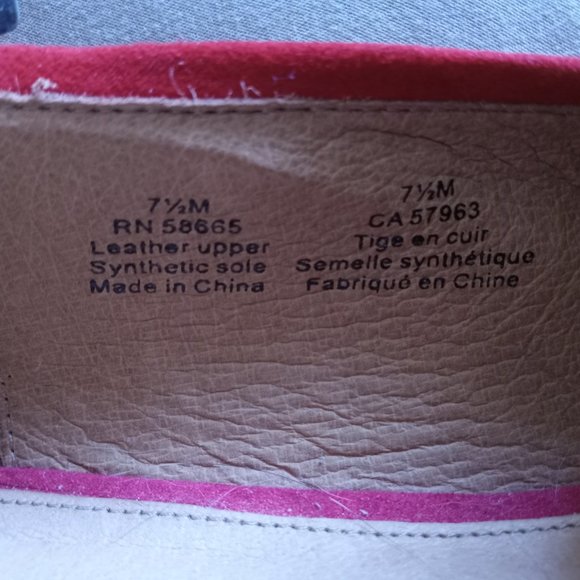 7½M
RN 58665
Leather upper
Synthetic sole
Made in China
7½M
CA 57963
Tige en cuir
Semelle synthétique
Fabriqué en Chine